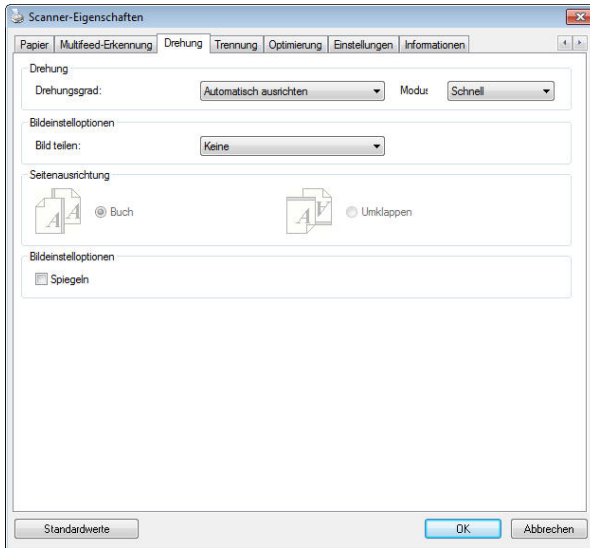 Scanner-Eigenschaften
Papier Multifeed-Erkennung Drehung Trennung Optimierung Einstellungen Informationen
Drehung
Drehungsgrad: Automatisch ausrichten Modus Schnell
Bildeinstelloptionen
Bild teilen: Keine
Seitenausrichtung
A A Buch A A Umklappen
Bildeinstelloptionen
Spiegeln
Standardwerte OK Abbrechen